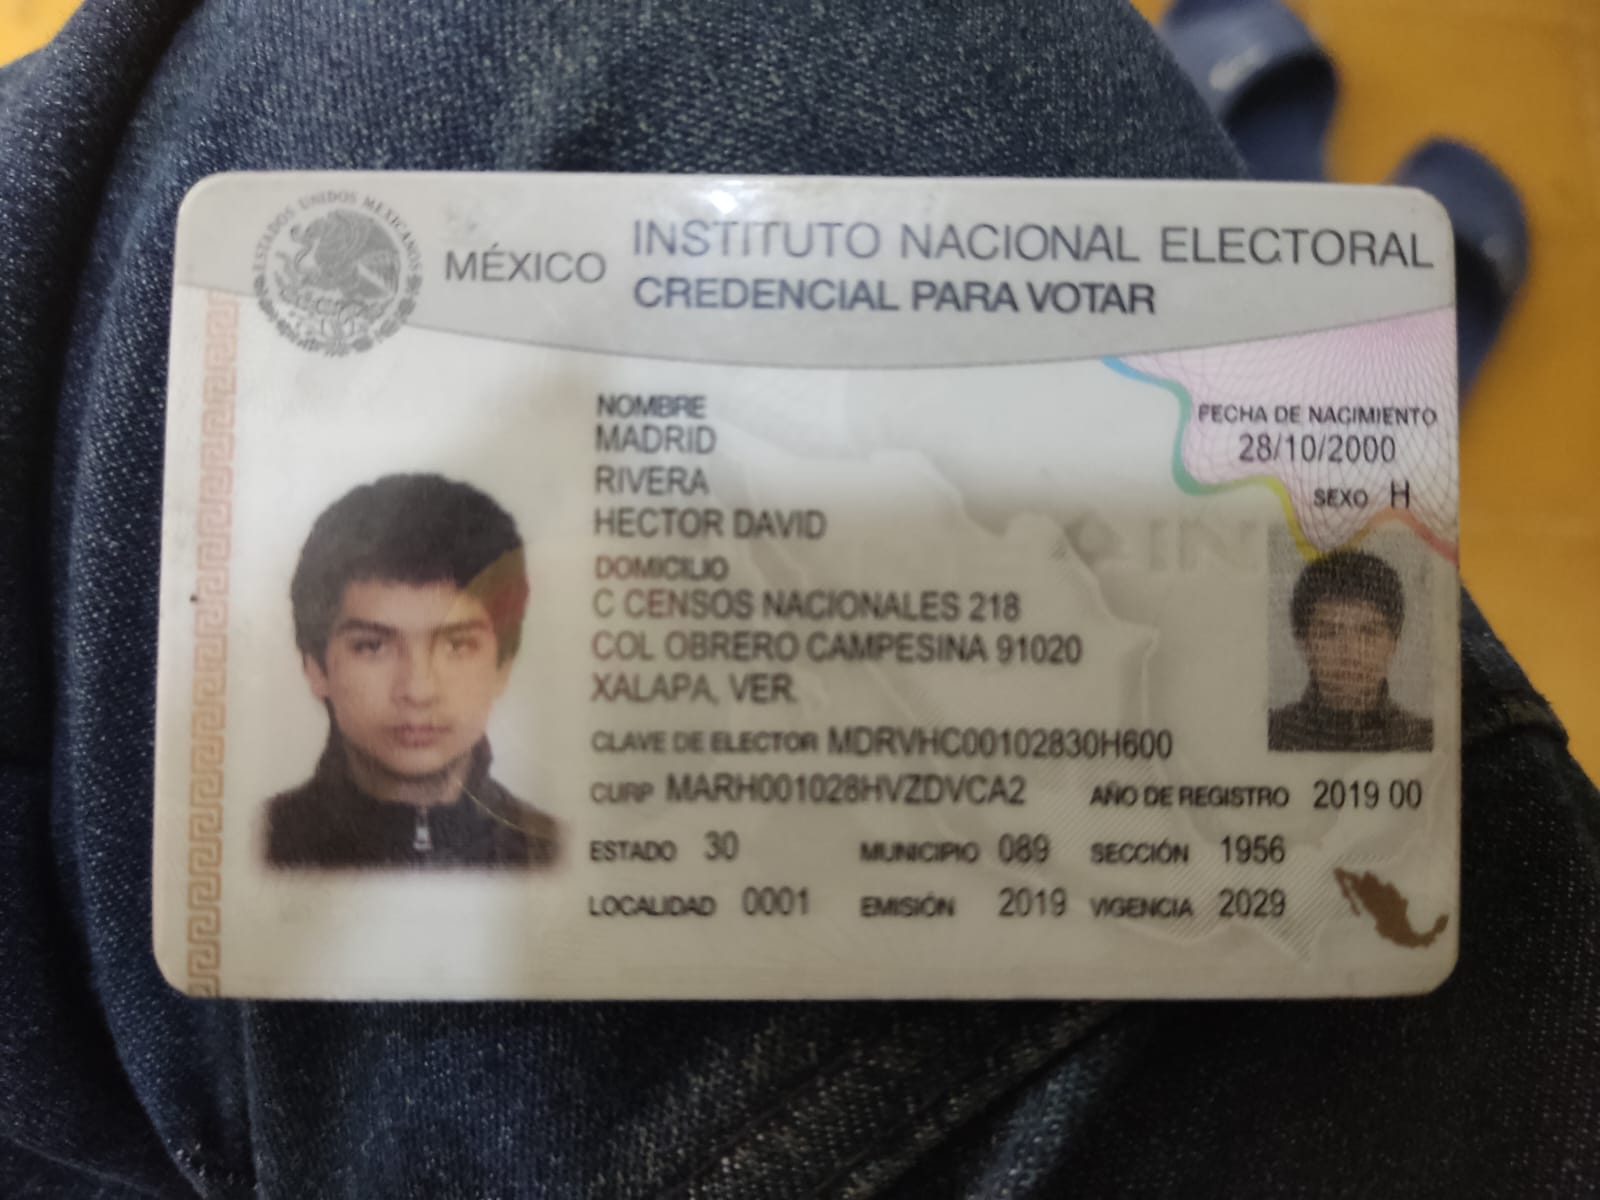 ESTADOS UNIDOS MEXICANOS
MÉXICO
INSTITUTO NACIONAL ELECTORAL
CREDENCIAL PARA VOTAR
NOMBRE
MADRID
RIVERA
HECTOR DAVID
FECHA DE NACIMIENTO
28/10/2000
SEXO H
DOMICILIO
C CENSOS NACIONALES 218
COL OBRERO CAMPESINA 91020
XALAPA, VER.
CLAVE DE ELECTOR MDRVHC00102830H600
CURP MARH001028HVZDVCA2 AÑO DE REGISTRO 2019 00
ESTADO 30 MUNICIPIO 089 SECCIÓN 1956
LOCALIDAD 0001 EMISIÓN 2019 VIGENCIA 2029